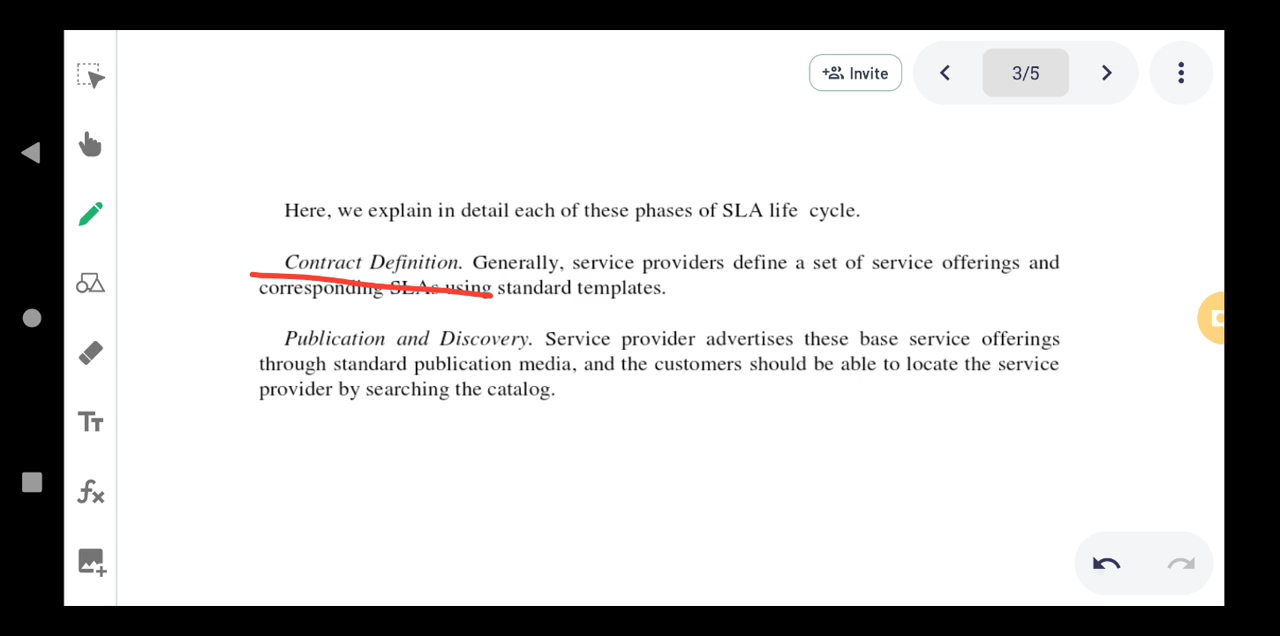 Invite
3/5
Here, we explain in detail each of these phases of SLA life cycle.
Contract Definition. Generally, service providers define a set of service offerings and
corresponding SLAs using standard templates.
Publication and Discovery. Service provider advertises these base service offerings
through standard publication media, and the customers should be able to locate the service
provider by searching the catalog.
Tт
fx